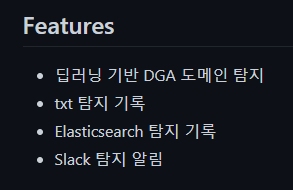 Features
딥러닝 기반 DGA 도메인 탐지
txt 탐지 기록
Elasticsearch 탐지 기록
Slack 탐지 알림